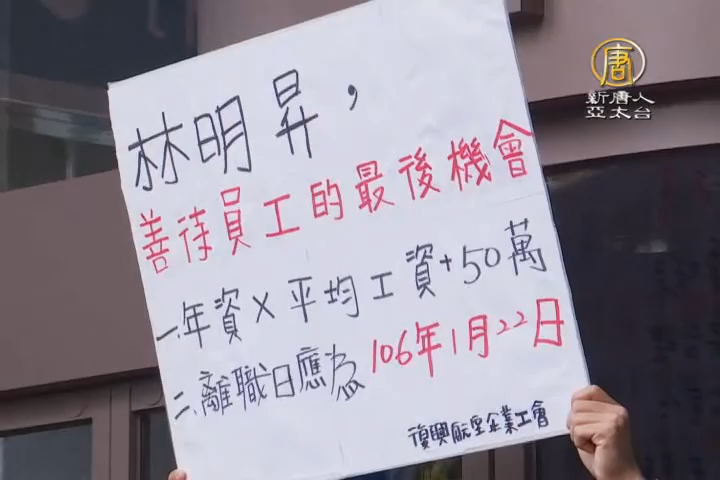 林明昇，
善待員工的最後機會
一、年資×平均工資+50萬
二、離職日應為106年1月22日
復興航空企業工會
唐
新唐人
亞太台